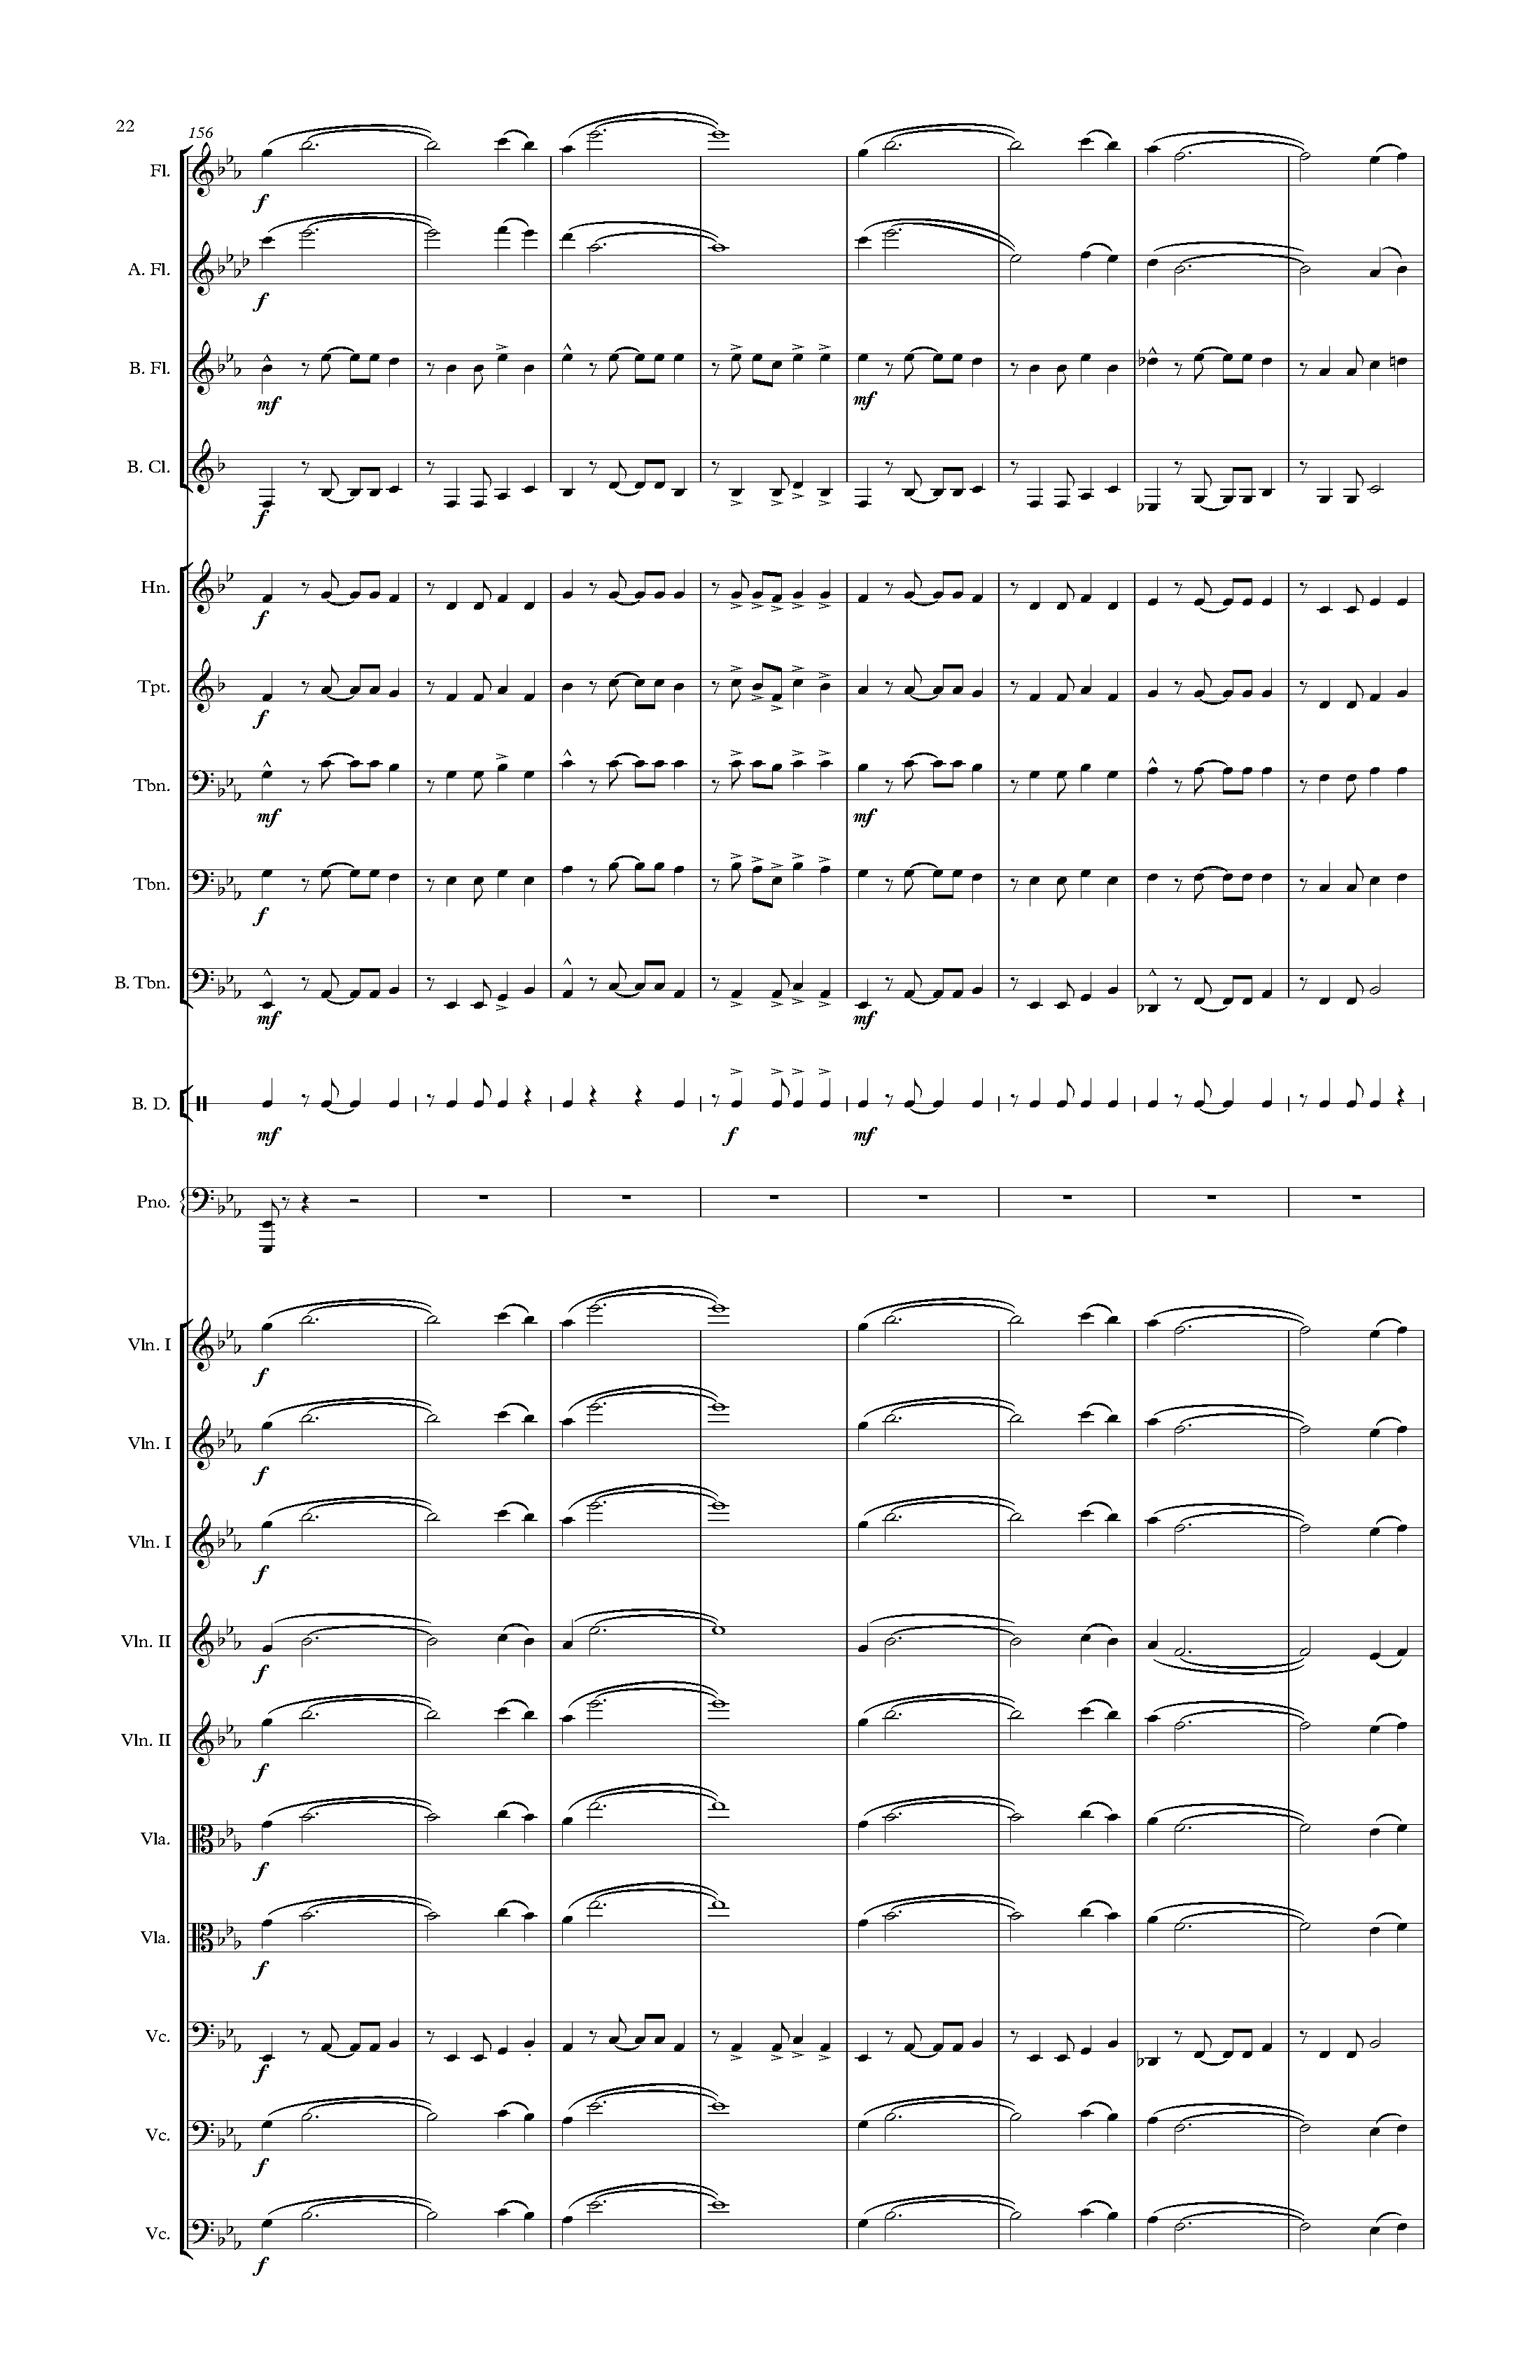 22
156
Fl.
f
A. Fl.
f
B. Fl.
mf
mf
B. Cl.
f
Hn.
f
Tpt.
f
Tbn.
mf
mf
Tbn.
f
B. Tbn.
mf
mf
B. D.
mf
f
mf
Pno.
Vln. I
f
Vln. I
f
Vln. I
f
Vln. II
f
Vln. II
f
Vla.
f
Vla.
f
Vc.
f
Vc.
f
Vc.
f